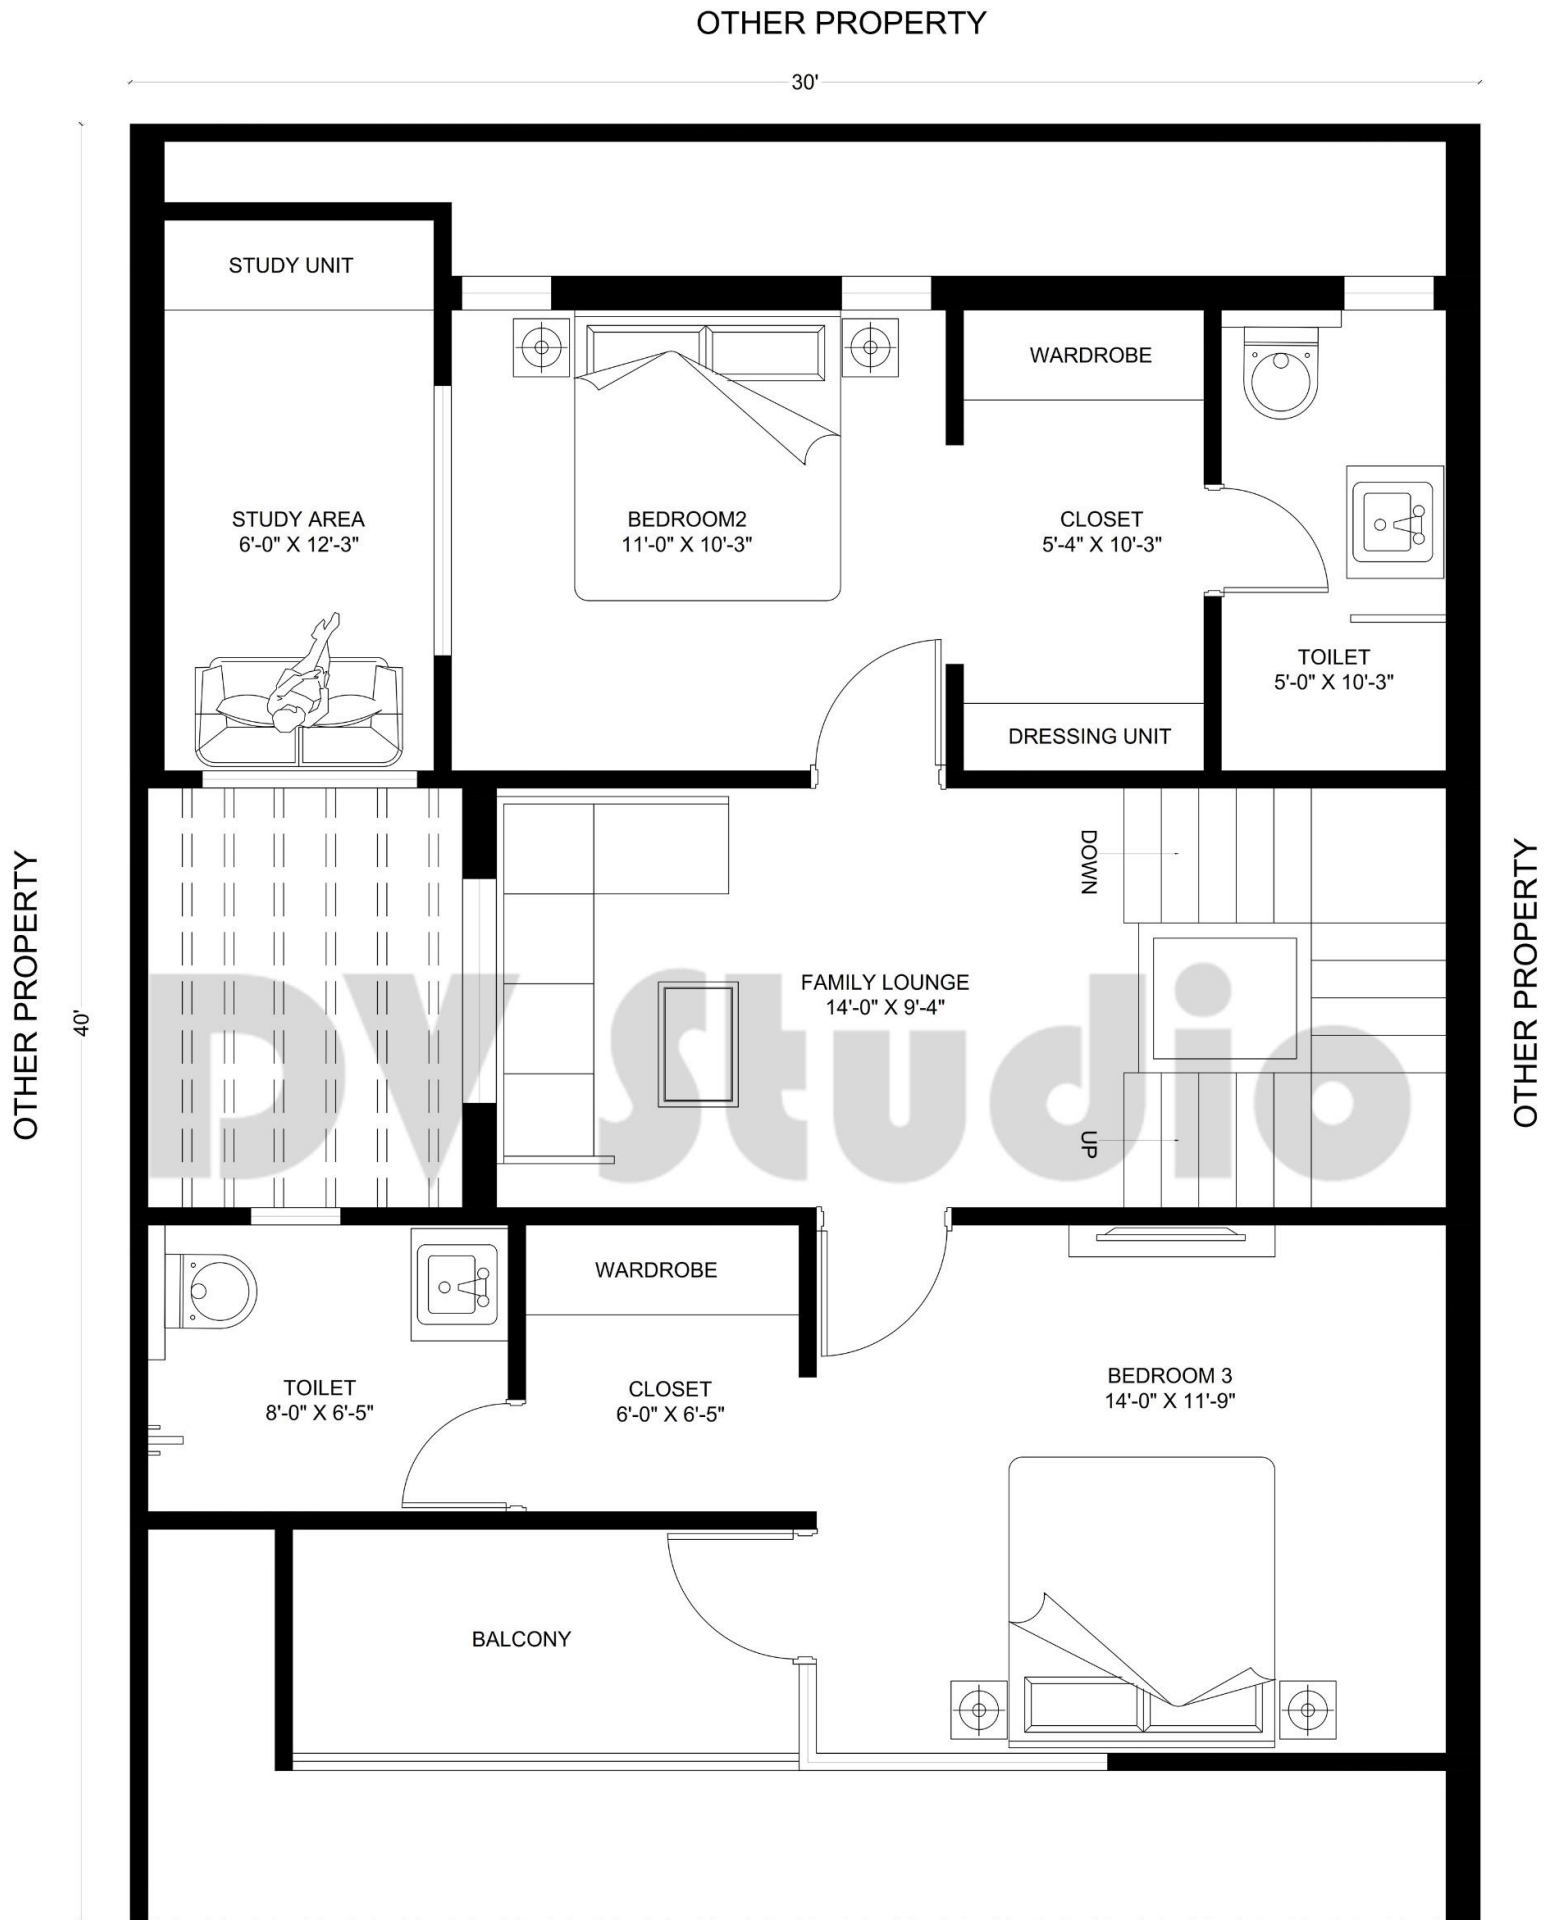 OTHER PROPERTY
30'
STUDY UNIT
WARDROBE
STUDY AREA
6'-0" X 12'-3"
BEDROOM2
11'-0" X 10'-3"
CLOSET
5'-4" X 10'-3"
TOILET
5'-0" X 10'-3"
DRESSING UNIT
OTHER PROPERTY
40'
DOWN
FAMILY LOUNGE
14'-0" X 9'-4"
UP
DV Studio
OTHER PROPERTY
WARDROBE
TOILET
8'-0" X 6'-5"
CLOSET
6'-0" X 6'-5"
BEDROOM 3
14'-0" X 11'-9"
BALCONY